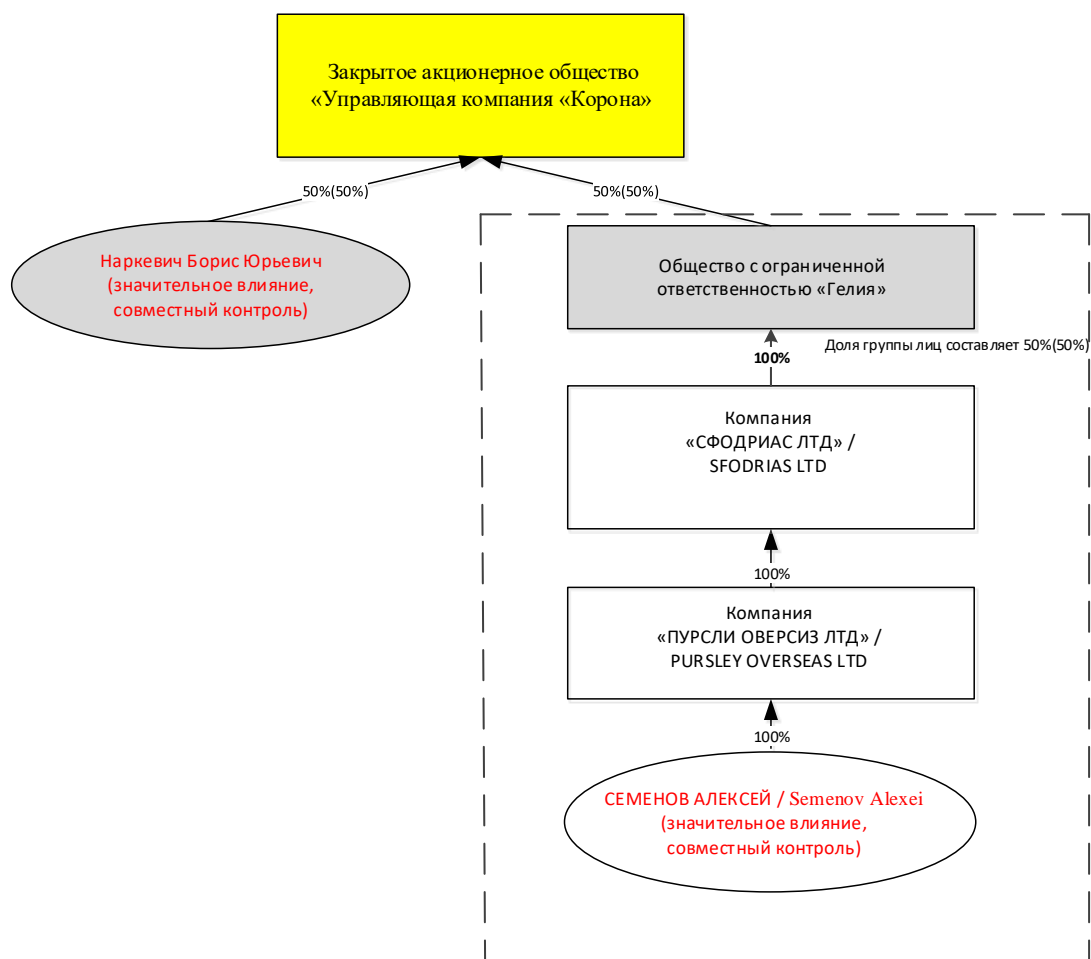 Закрытое акционерное общество
«Управляющая компания «Корона»
50%(50%)
50%(50%)
Наркевич Борис Юрьевич
(значительное влияние,
совместный контроль)
Общество с ограниченной
ответственностью «Гелия»
Доля группы лиц составляет 50%(50%)
100%
Компания
«СФОДРИАС ЛТД» /
SFODRIAS LTD
100%
Компания
«ПУРСЛИ ОВЕРСИЗ ЛТД» /
PURSLEY OVERSEAS LTD
100%
СЕМЕНОВ АЛЕКСЕЙ / Semenov Alexei
(значительное влияние,
совместный контроль)